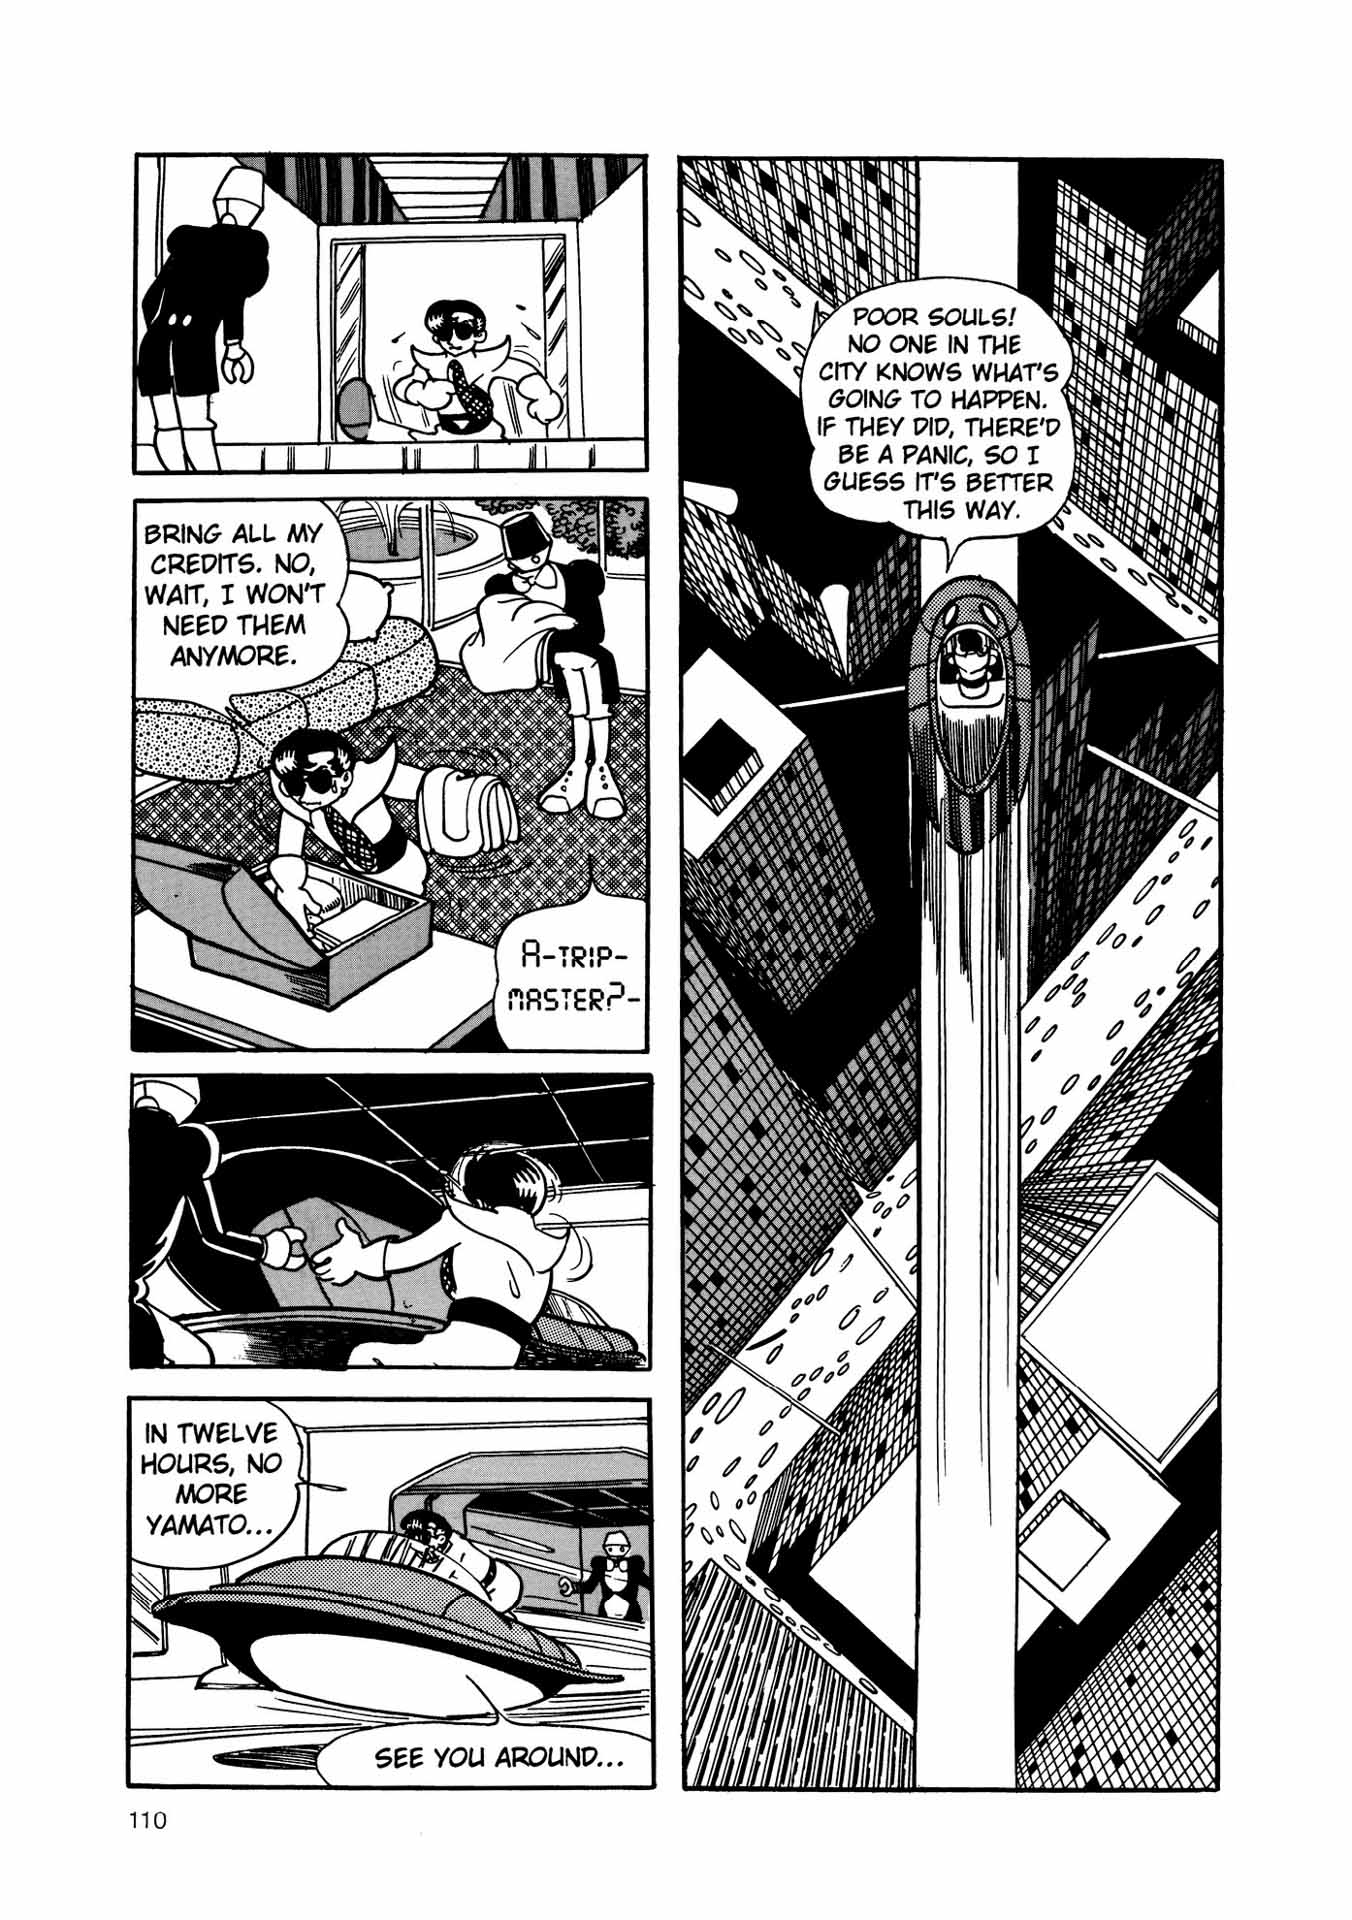 BRING ALL MY
CREDITS. NO,
WAIT, I WON'T
NEED THEM
ANYMORE.
A-TRIP-
MASTER?-
IN TWELVE
HOURS, NO
MORE
YAMATO...
SEE YOU AROUND...
POOR SOULS!
NO ONE IN THE
CITY KNOWS WHAT'S
GOING TO HAPPEN.
IF THEY DID, THERE'D
BE A PANIC, SO I
GUESS IT'S BETTER
THIS WAY.
110